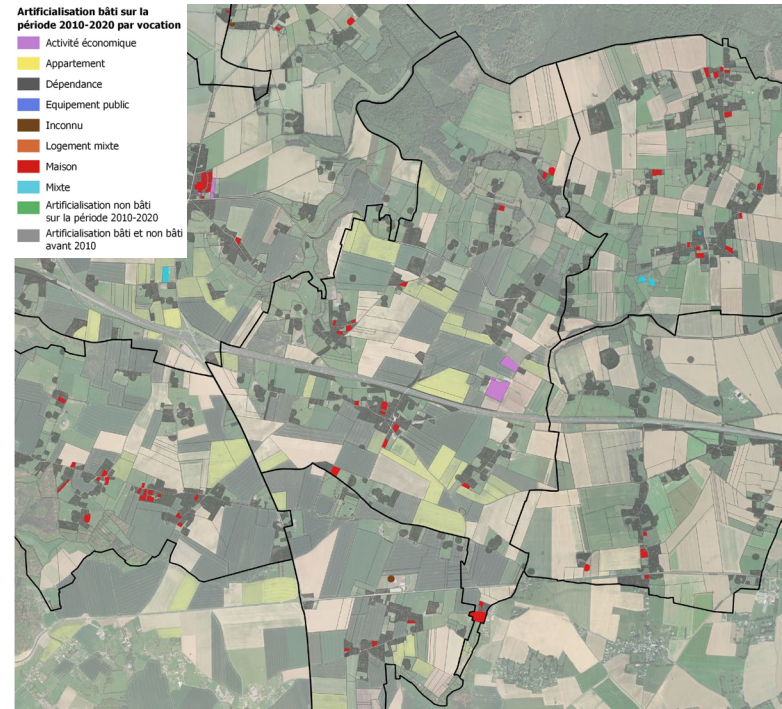 Artificialisation bâti sur la
période 2010-2020 par vocation
Activité économique
Appartement
Dépendance
Equipement public
Inconnu
Logement mixte
Maison
Mixte
Artificialisation non bâti
sur la période 2010-2020
Artificialisation bâti et non bâti
avant 2010